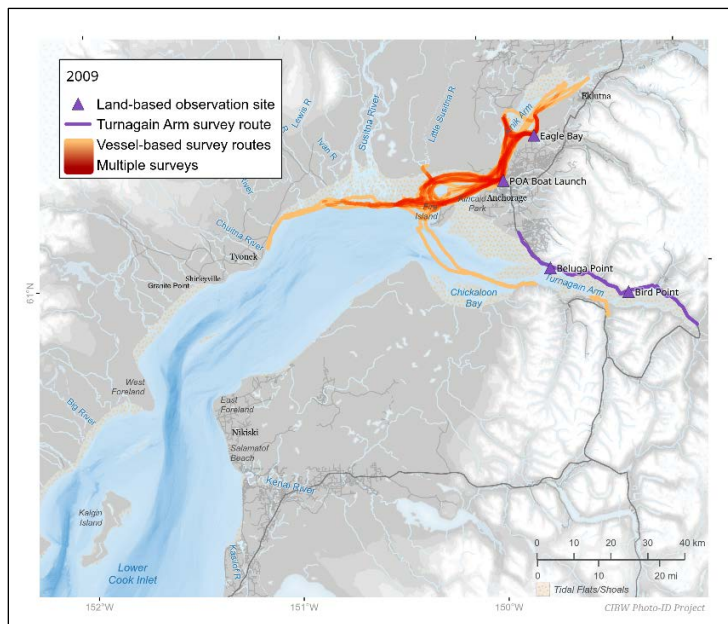 2009
Land-based observation site
Turnagain Arm survey route
Vessel-based survey routes
Multiple surveys
Lewis R
Ivan R
Susitna River
Little Susitna R
River
Chuitna River
Tyonek
Shirleyville
Granite Point
61°N
West
Foreland
Big River
Kalgin
Island
Lower
Cook Inlet
East
Foreland
Nikiski
Salamatof
Beach
Kenai River
Kasilof R
Island
Park
Anchorage
POA Boat Launch
Eagle Bay
Eklutna
Arm
Beluga Point
Turnagain Arm
Bird Point
Chickaloon
Bay
0 5 10 20 30 40 km
0 10 20 mi
Tidal Flats/Shoals
CIBW Photo-ID Project
152°W
151°W
150°W